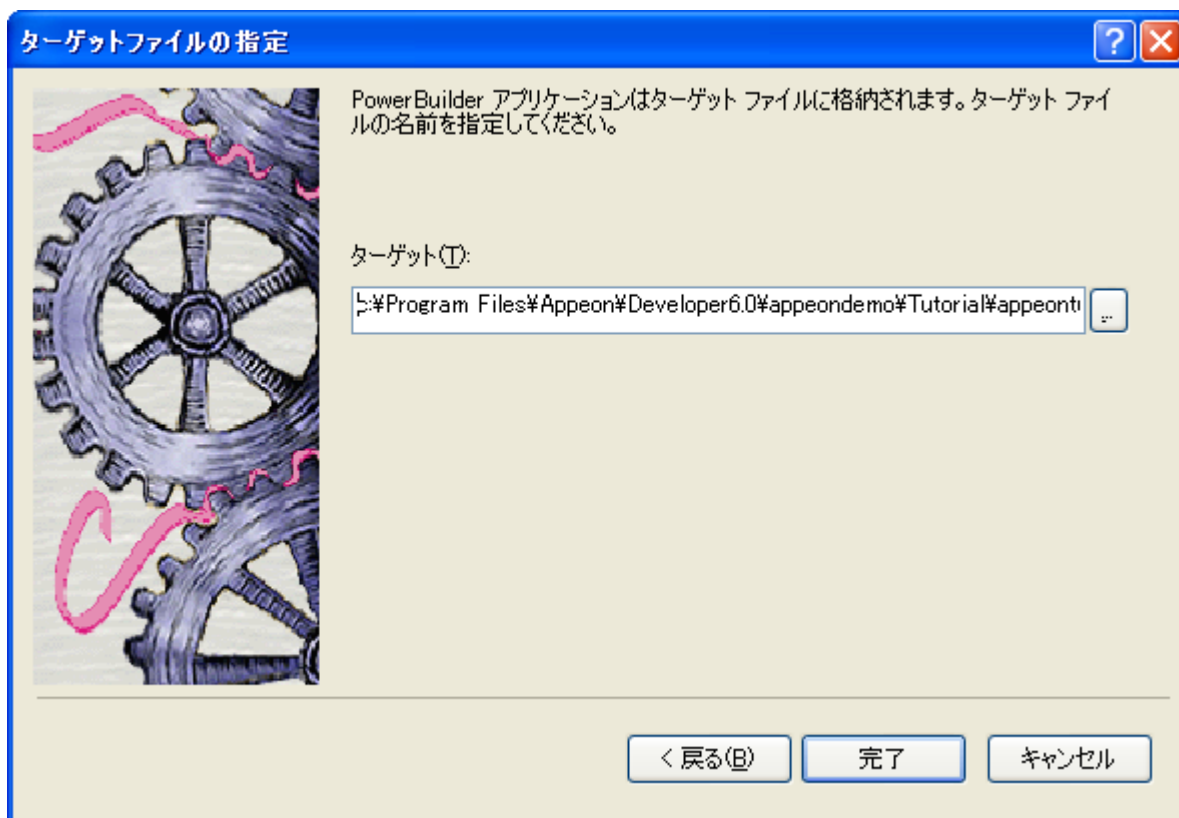 ターゲットファイルの指定
PowerBuilder アプリケーションはターゲット ファイルに格納されます。ターゲット ファイ
ルの名前を指定してください。
ターゲット(T):
:¥Program Files¥Appeon¥Developer6.0¥appeondemo¥Tutorial¥appeontu
...
< 戻る(B)
完了
キャンセル